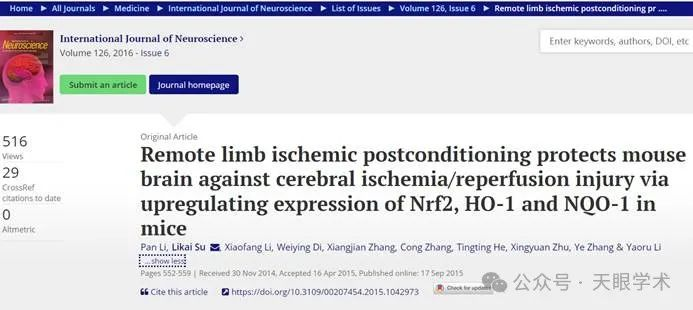 Home All Journals Medicine International Journal of Neuroscience List of Issues Volume 126, Issue 6 Remote limb ischemic postconditioning pr ....
Neuroscience
International Journal of Neuroscience >
Volume 126, 2016 - Issue 6
Enter keywords, authors, DOI, etc
Submit an article
Journal homepage
516
Views
29
CrossRef
citations to date
0
Altmetric
Original Article
Remote limb ischemic postconditioning protects mouse
brain against cerebral ischemia/reperfusion injury via
upregulating expression of Nrf2, HO-1 and NQO-1 in
mice
Pan Li, Likai Su, Xiaofang Li, Weiying Di, Xiangjian Zhang, Cong Zhang, Tingting He, Xingyuan Zhu, Ye Zhang & Yaoru Li
...show less
Pages 552-559 | Received 30 Nov 2014, Accepted 16 Apr 2015, Published online: 17 Sep 2015
Cite this article
https://doi.org/10.3109/00207454.2015.1042973
Check for updates
公众号 · 天眼学术